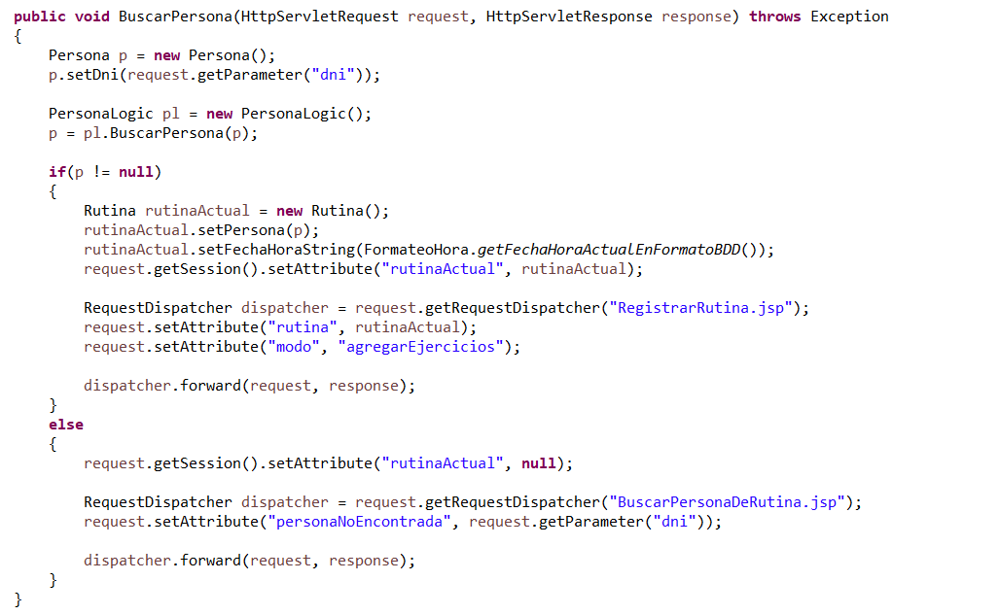 public void BuscarPersona(HttpServletRequest request, HttpServletResponse response) throws Exception
{
    Persona p = new Persona();
    p.setDni(request.getParameter("dni"));

    PersonaLogic pl = new PersonaLogic();
    p = pl.BuscarPersona(p);

    if(p != null)
    {
        Rutina rutinaActual = new Rutina();
        rutinaActual.setPersona(p);
        rutinaActual.setFechaHoraString(FormateoHora.getFechaHoraActualEnFormatoBDD());
        request.getSession().setAttribute("rutinaActual", rutinaActual);

        RequestDispatcher dispatcher = request.getRequestDispatcher("RegistrarRutina.jsp");
        request.setAttribute("rutina", rutinaActual);
        request.setAttribute("modo", "agregarEjercicios");

        dispatcher.forward(request, response);
    }
    else
    {
        request.getSession().setAttribute("rutinaActual", null);

        RequestDispatcher dispatcher = request.getRequestDispatcher("BuscarPersonaDeRutina.jsp");
        request.setAttribute("personaNoEncontrada", request.getParameter("dni"));

        dispatcher.forward(request, response);
    }
}